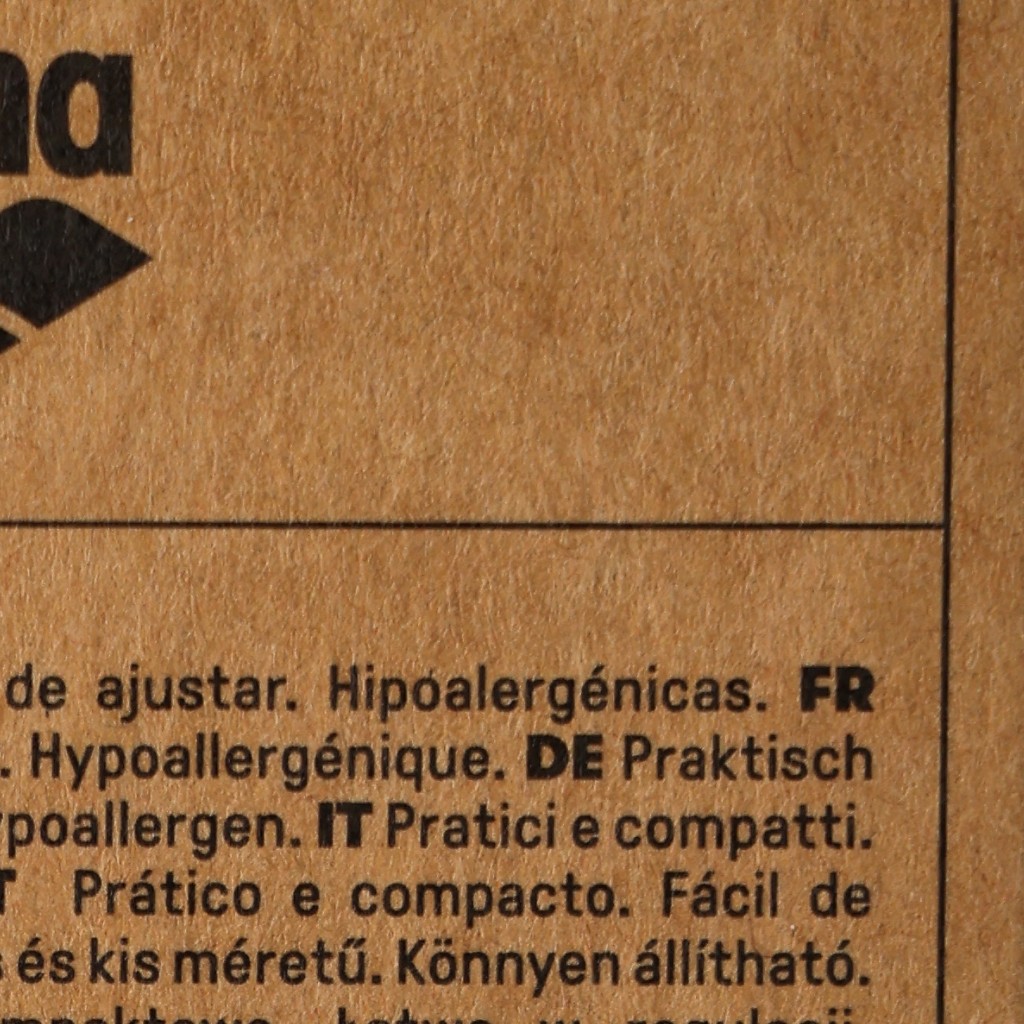 de ajustar. Hipoalergénicas. FR
. Hypoallergénique. DE Praktisch
ypoallergen. IT Pratici e compatti.
T Prático e compacto. Fácil de
s és kis méretű. Könnyen állítható.